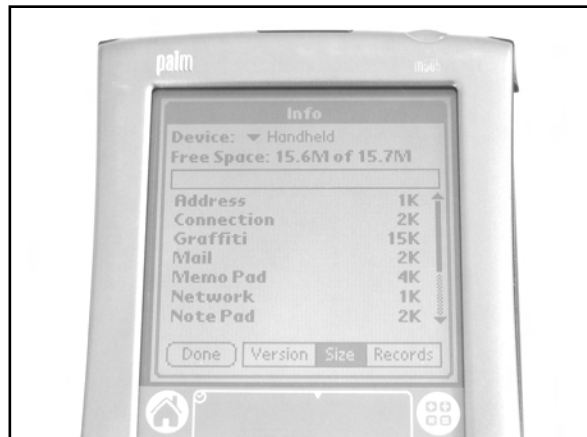 palm
m505
Info
Device: Handheld
Free Space: 15.6M of 15.7M
Address 1K
Connection 2K
Graffiti 15K
Mail 2K
Memo Pad 4K
Network 1K
Note Pad 2K
Done Version Size Records